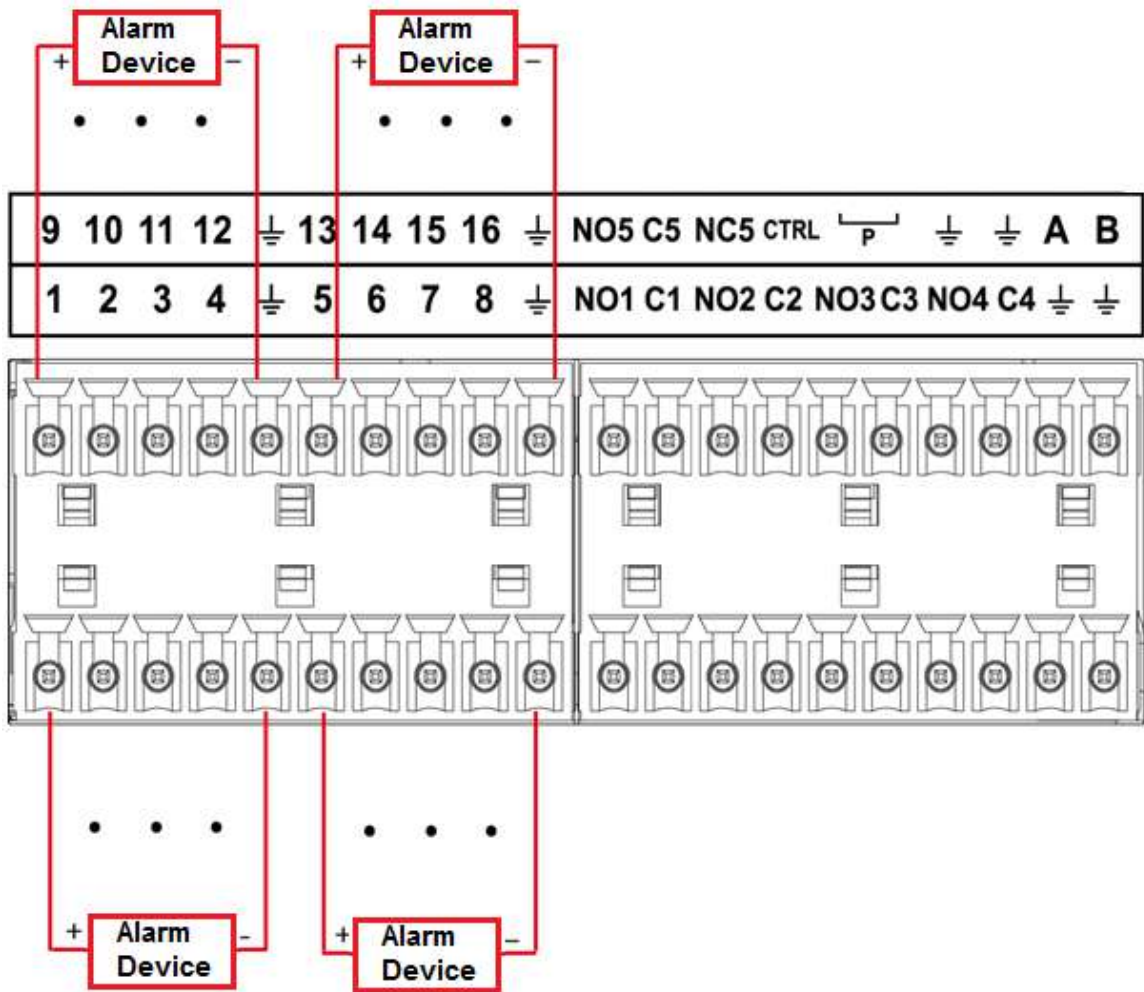 Alarm
Device
+ −
Alarm
Device
+ −
9 10 11 12 ⏚ 13 14 15 16 ⏚ NO5 C5 NC5 CTRL P ⏚ ⏚ A B
1 2 3 4 ⏚ 5 6 7 8 ⏚ NO1 C1 NO2 C2 NO3 C3 NO4 C4 ⏚ ⏚
+ -
Alarm
Device
+ −
Alarm
Device